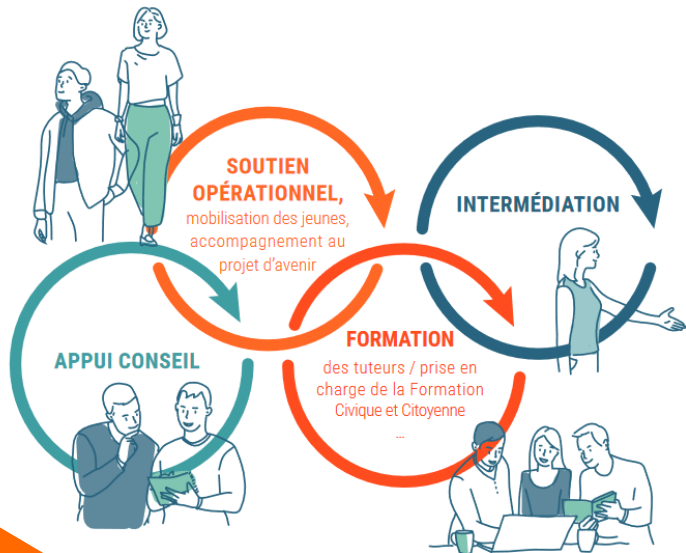 SOUTIEN
OPÉRATIONNEL,
mobilisation des jeunes,
accompagnement au
projet d'avenir
INTERMÉDIATION
APPUI CONSEIL
FORMATION
des tuteurs / prise en
charge de la Formation
Civique et Citoyenne
...